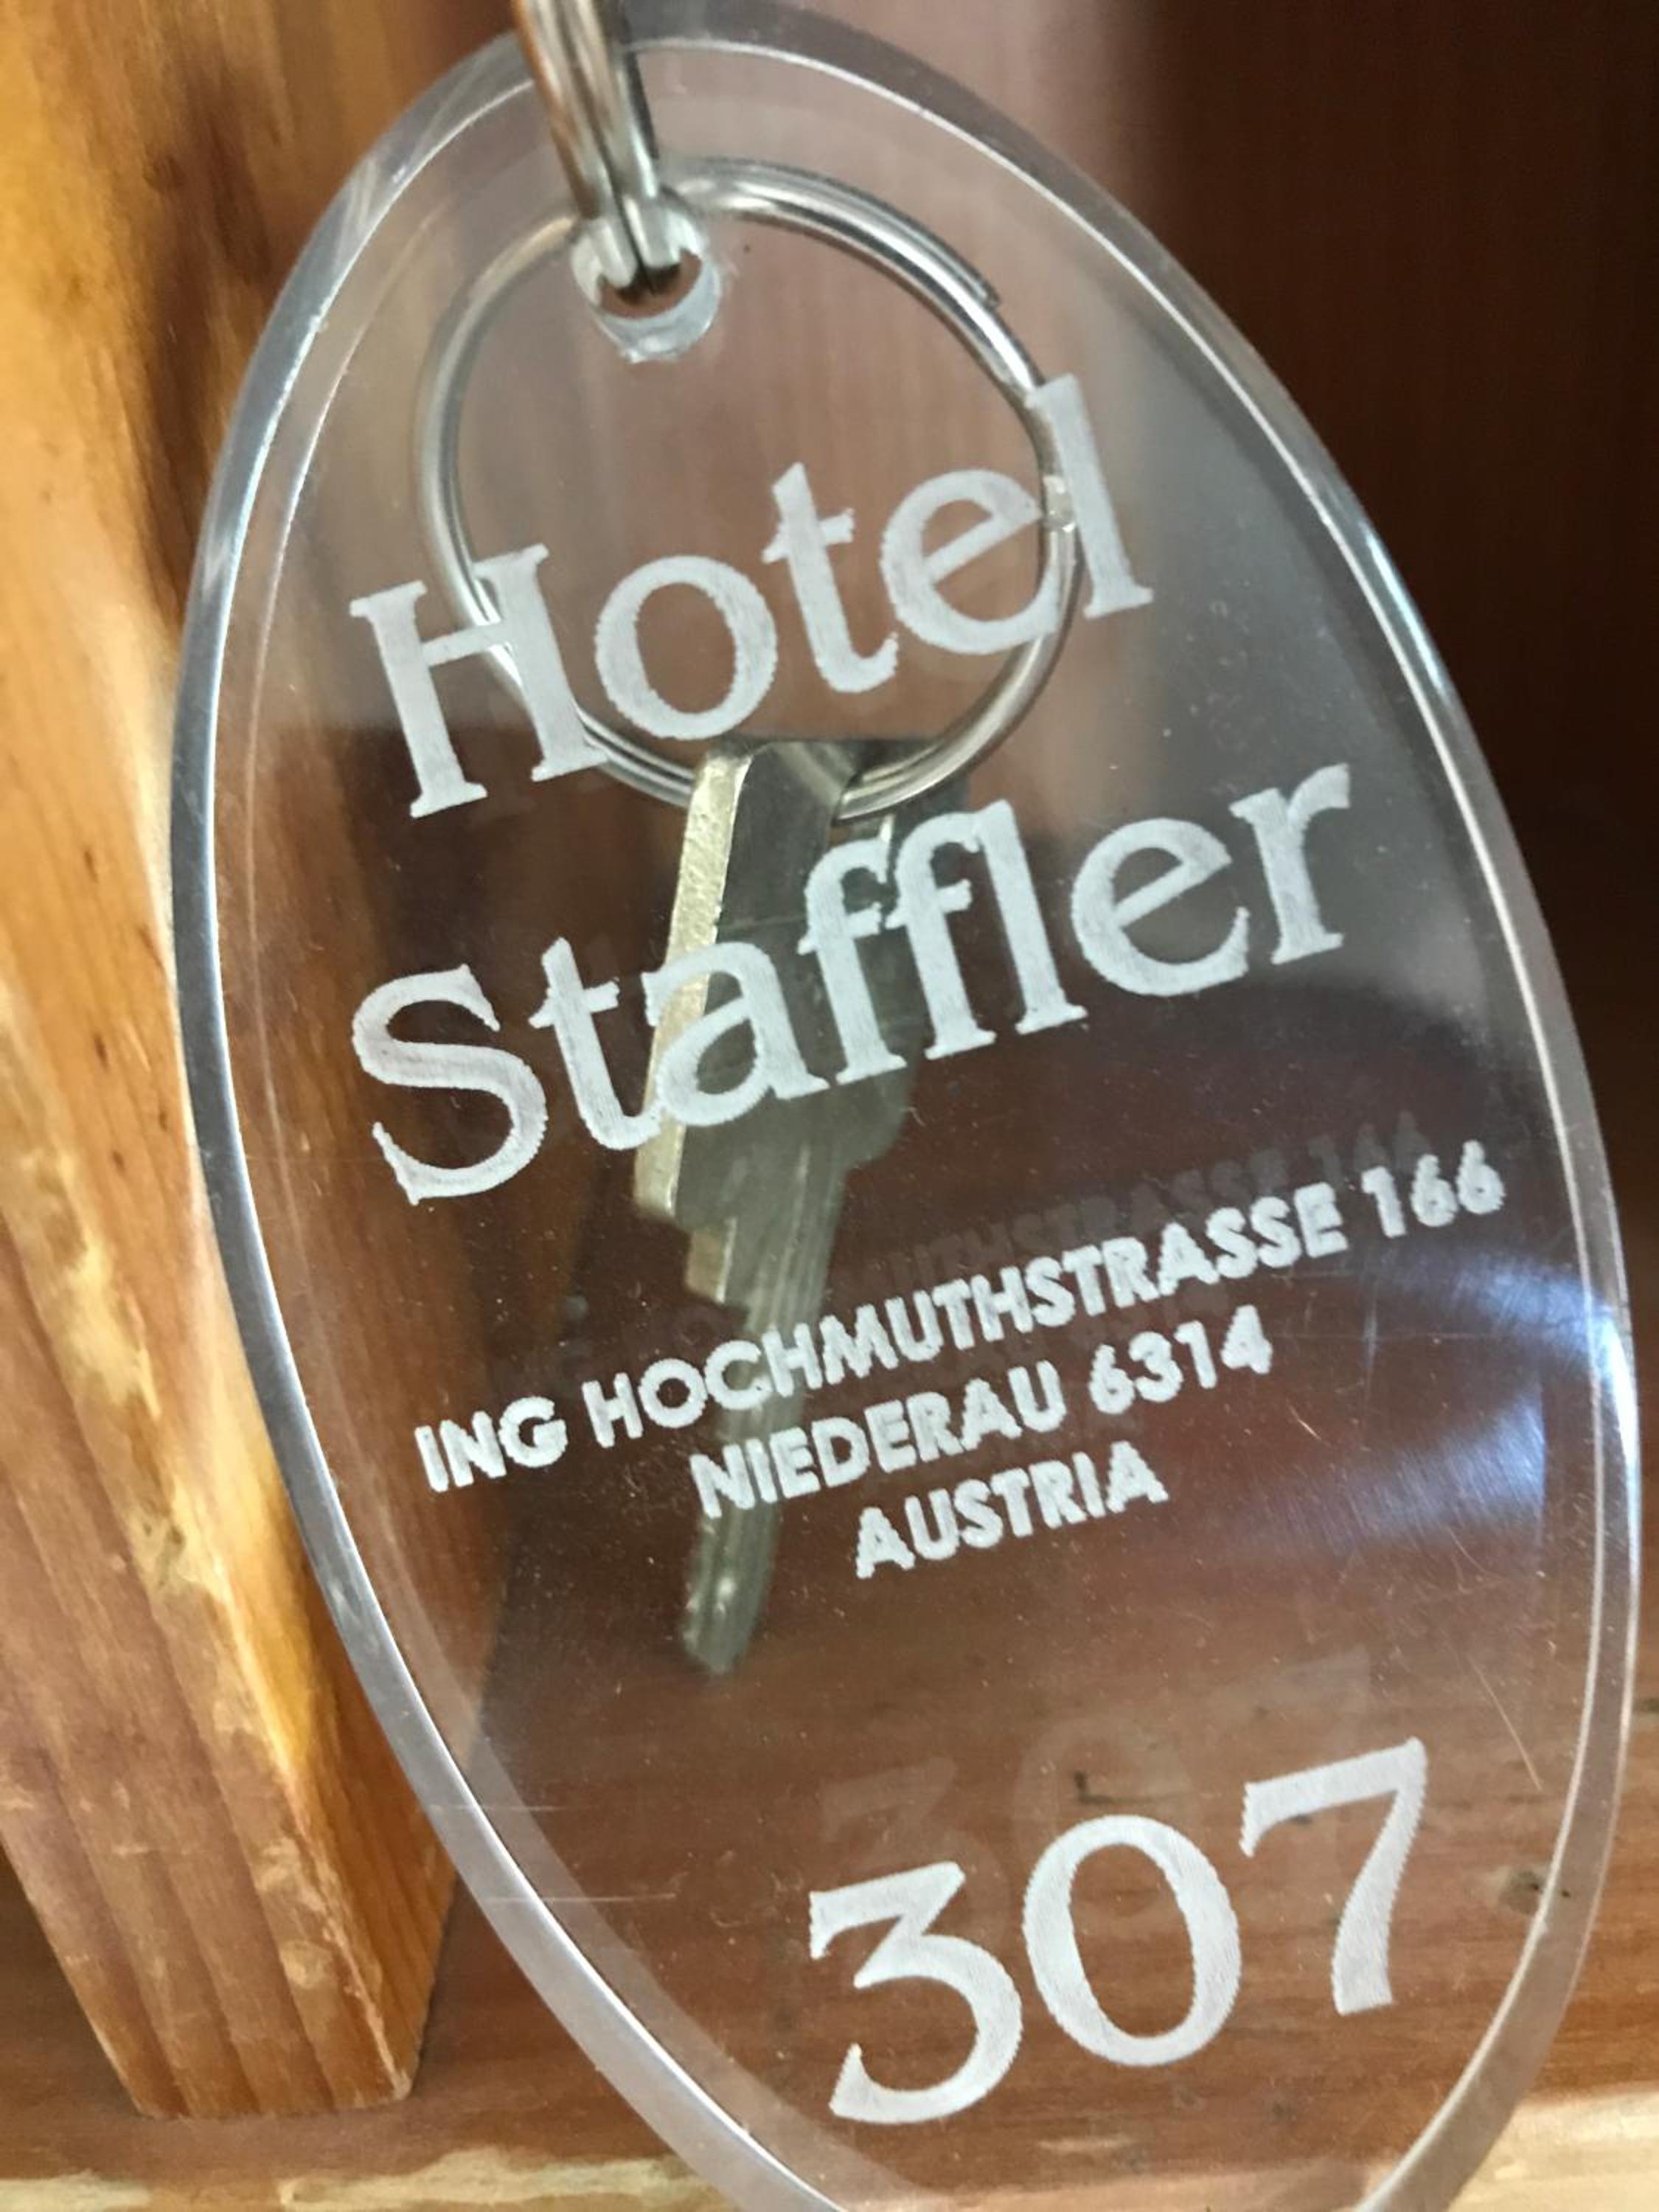 Hotel
Staffler
ING HOCHMUTHSTRASSE 166
NIEDERAU 6314
AUSTRIA
307